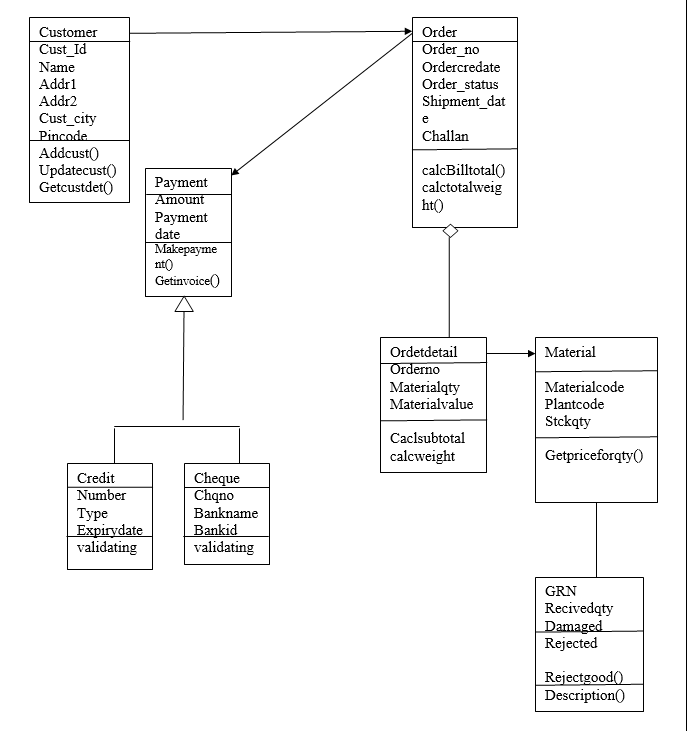 Customer
Cust_Id
Name
Addr1
Addr2
Cust_city
Pincode
Addcust()
Updatecust()
Getcustdet()
Order
Order_no
Ordercredate
Order_status
Shipment_dat
e
Challan
calcBilltotal()
calctotalweig
ht()
Payment
Amount
Payment
date
Makepayme
nt()
Getinvoice()
Ordetdetail
Orderno
Materialqty
Materialvalue
Caclsubtotal
calcweight
Material
Materialcode
Plantcode
Stckqty
Getpriceforqty()
Credit
Number
Type
Expirydate
validating
Cheque
Chqno
Bankname
Bankid
validating
GRN
Recivedqty
Damaged
Rejected
Rejectgood()
Description()